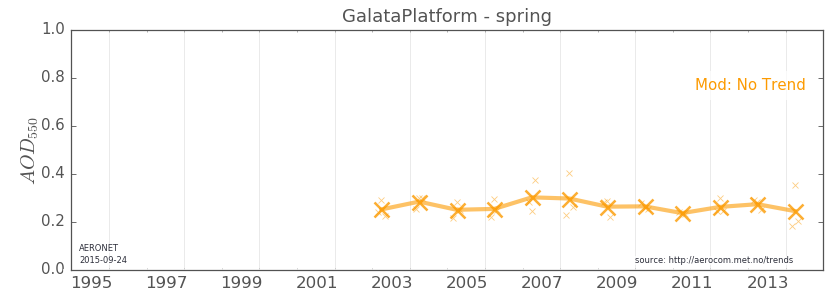 GalataPlatform - spring
1.0
0.8
0.6
0.4
0.2
0.0
AOD550
Mod: No Trend
AERONET
2015-09-24
source: http://aerocom.met.no/trends
1995 1997 1999 2001 2003 2005 2007 2009 2011 2013